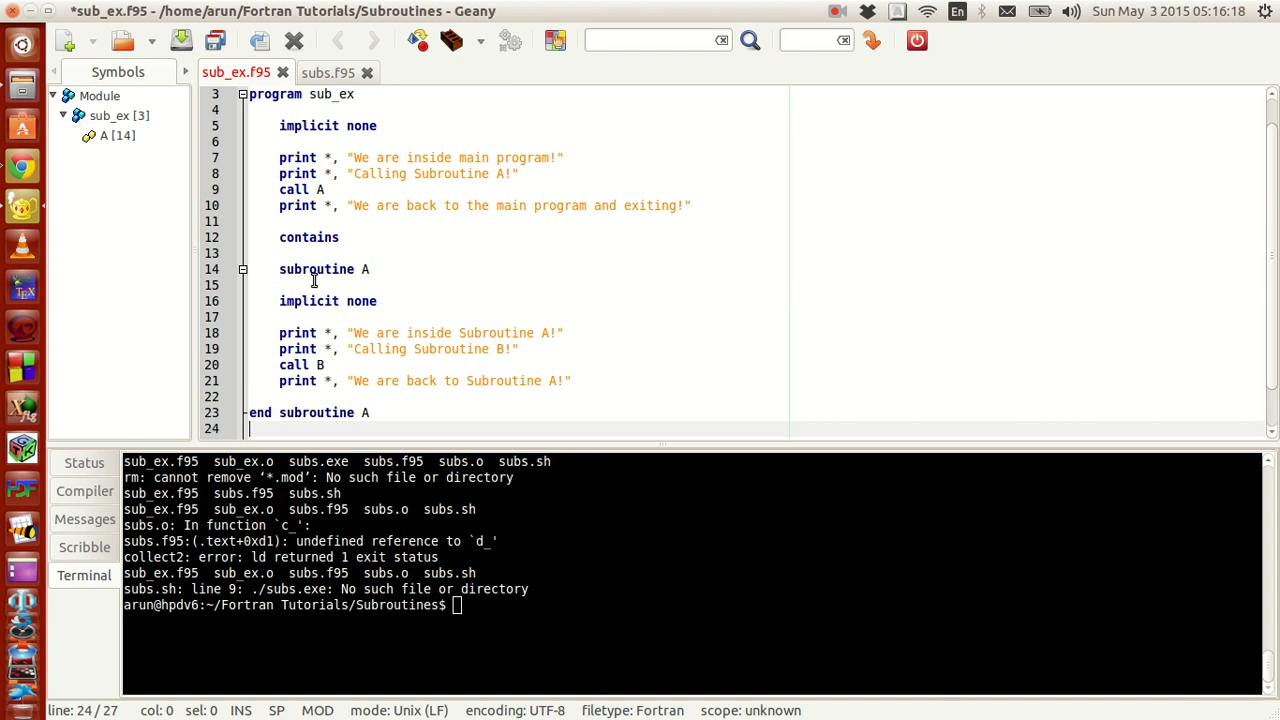 *sub_ex.f95 - /home/arun/Fortran Tutorials/Subroutines - Geany
En
Sun May 3 2015 05:16:18
Symbols
sub_ex.f95
subs.f95
Module
sub_ex [3]
A [14]
3 program sub_ex
4
5 implicit none
6
7 print *, "We are inside main program!"
8 print *, "Calling Subroutine A!"
9 call A
10 print *, "We are back to the main program and exiting!"
11
12 contains
13
14 subroutine A
15
16 implicit none
17
18 print *, "We are inside Subroutine A!"
19 print *, "Calling Subroutine B!"
20 call B
21 print *, "We are back to Subroutine A!"
22
23 end subroutine A
24
Status
Compiler
Messages
Scribble
Terminal
sub_ex.f95 sub_ex.o subs.exe subs.f95 subs.o subs.sh
rm: cannot remove ‘*.mod’: No such file or directory
sub_ex.f95 subs.f95 subs.sh
sub_ex.f95 sub_ex.o subs.f95 subs.o subs.sh
subs.o: In function `c_':
subs.f95:(.text+0xd1): undefined reference to `d_'
collect2: error: ld returned 1 exit status
sub_ex.f95 sub_ex.o subs.f95 subs.o subs.sh
subs.sh: line 9: ./subs.exe: No such file or directory
arun@hpdv6:~/Fortran Tutorials/Subroutines$
line: 24 / 27 col: 0 sel: 0 INS SP MOD mode: Unix (LF) encoding: UTF-8 filetype: Fortran scope: unknown